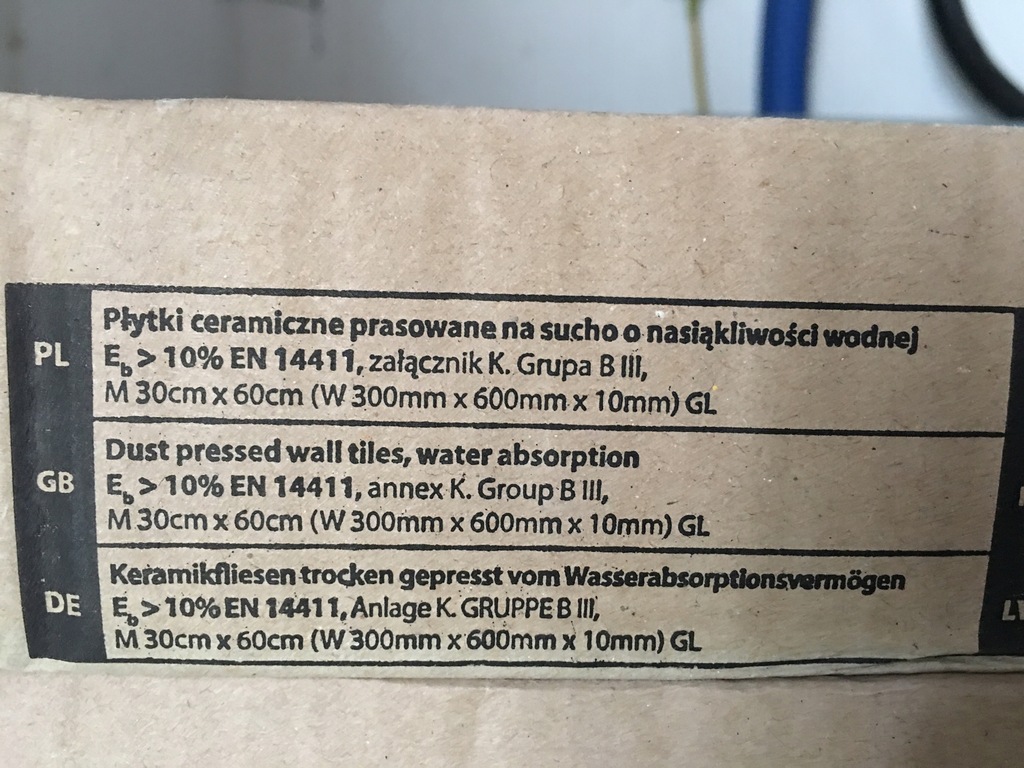 PL
Płytki ceramiczne prasowane na sucho o nasiąkliwości wodnej
Eb > 10% EN 14411, załącznik K. Grupa B III,
M 30cm x 60cm (W 300mm x 600mm x 10mm) GL
GB
Dust pressed wall tiles, water absorption
Eb > 10% EN 14411, annex K. Group B III,
M 30cm x 60cm (W 300mm x 600mm x 10mm) GL
DE
Keramikfliesen trocken gepresst vom Wasserabsorptionsvermögen
Eb > 10% EN 14411, Anlage K. GRUPPE B III,
M 30cm x 60cm (W 300mm x 600mm x 10mm) GL